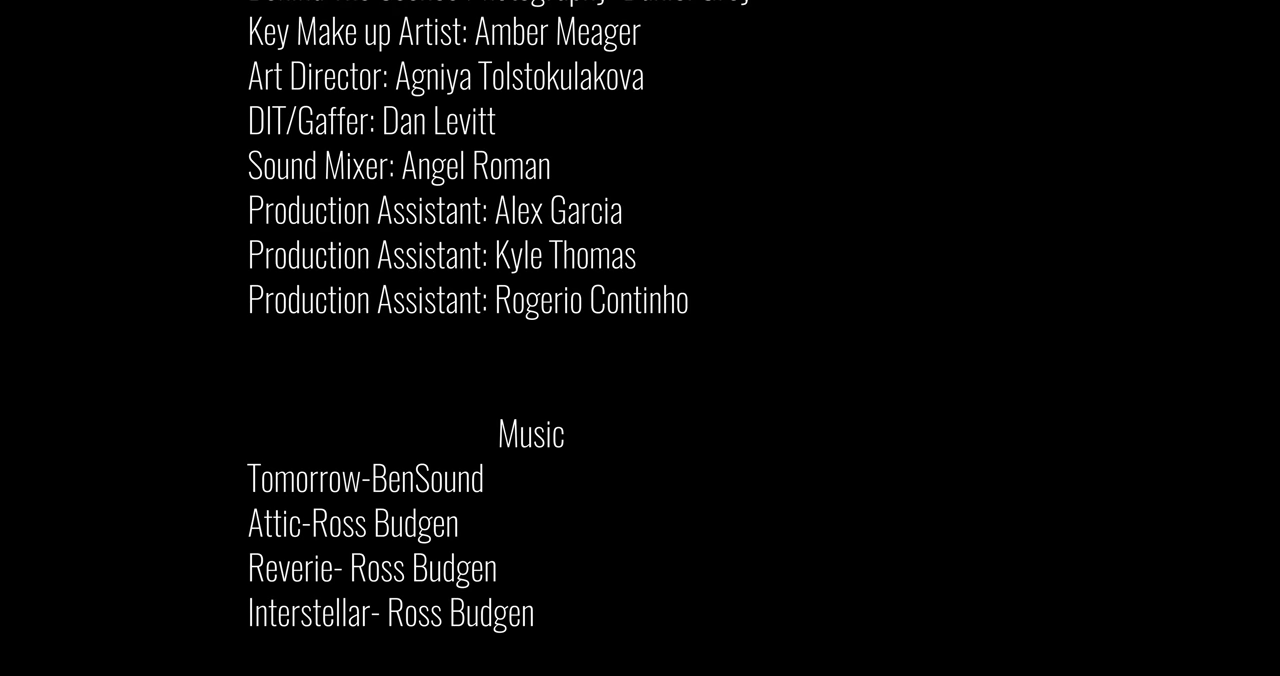 Key Make up Artist: Amber Meager
Art Director: Agniya Tolstokulakova
DIT/Gaffer: Dan Levitt
Sound Mixer: Angel Roman
Production Assistant: Alex Garcia
Production Assistant: Kyle Thomas
Production Assistant: Rogerio Continho
Music
Tomorrow-BenSound
Attic-Ross Budgen
Reverie- Ross Budgen
Interstellar- Ross Budgen